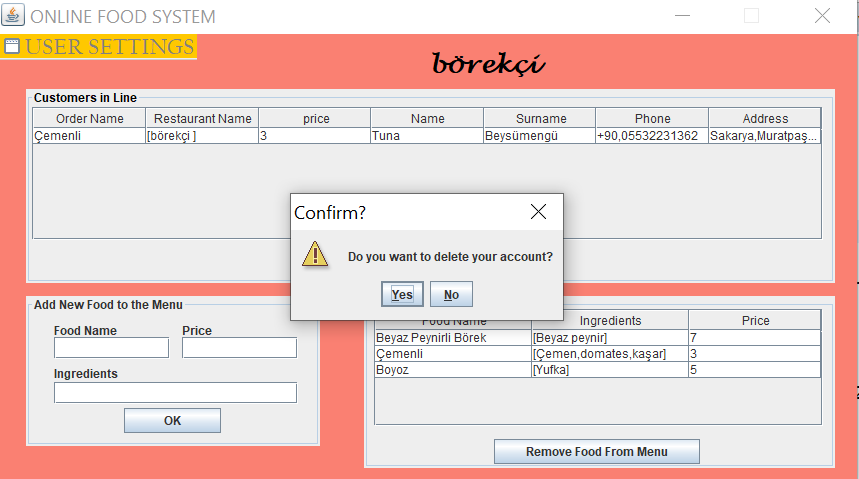 ONLINE FOOD SYSTEM
USER SETTINGS
börekçi
Customers in Line
Order Name Restaurant Name price Name Surname Phone Address
Çemenli [börekçi ] 3 Tuna Beysümengü +90,05532231362 Sakarya,Muratpaş...
Confirm?
Do you want to delete your account?
Yes No
Add New Food to the Menu
Food Name Price
Ingredients
OK
Food Name Ingredients Price
Beyaz Peynirli Börek [Beyaz peynir] 7
Çemenli [Çemen,domates,kaşar] 3
Boyoz [Yufka] 5
Remove Food From Menu